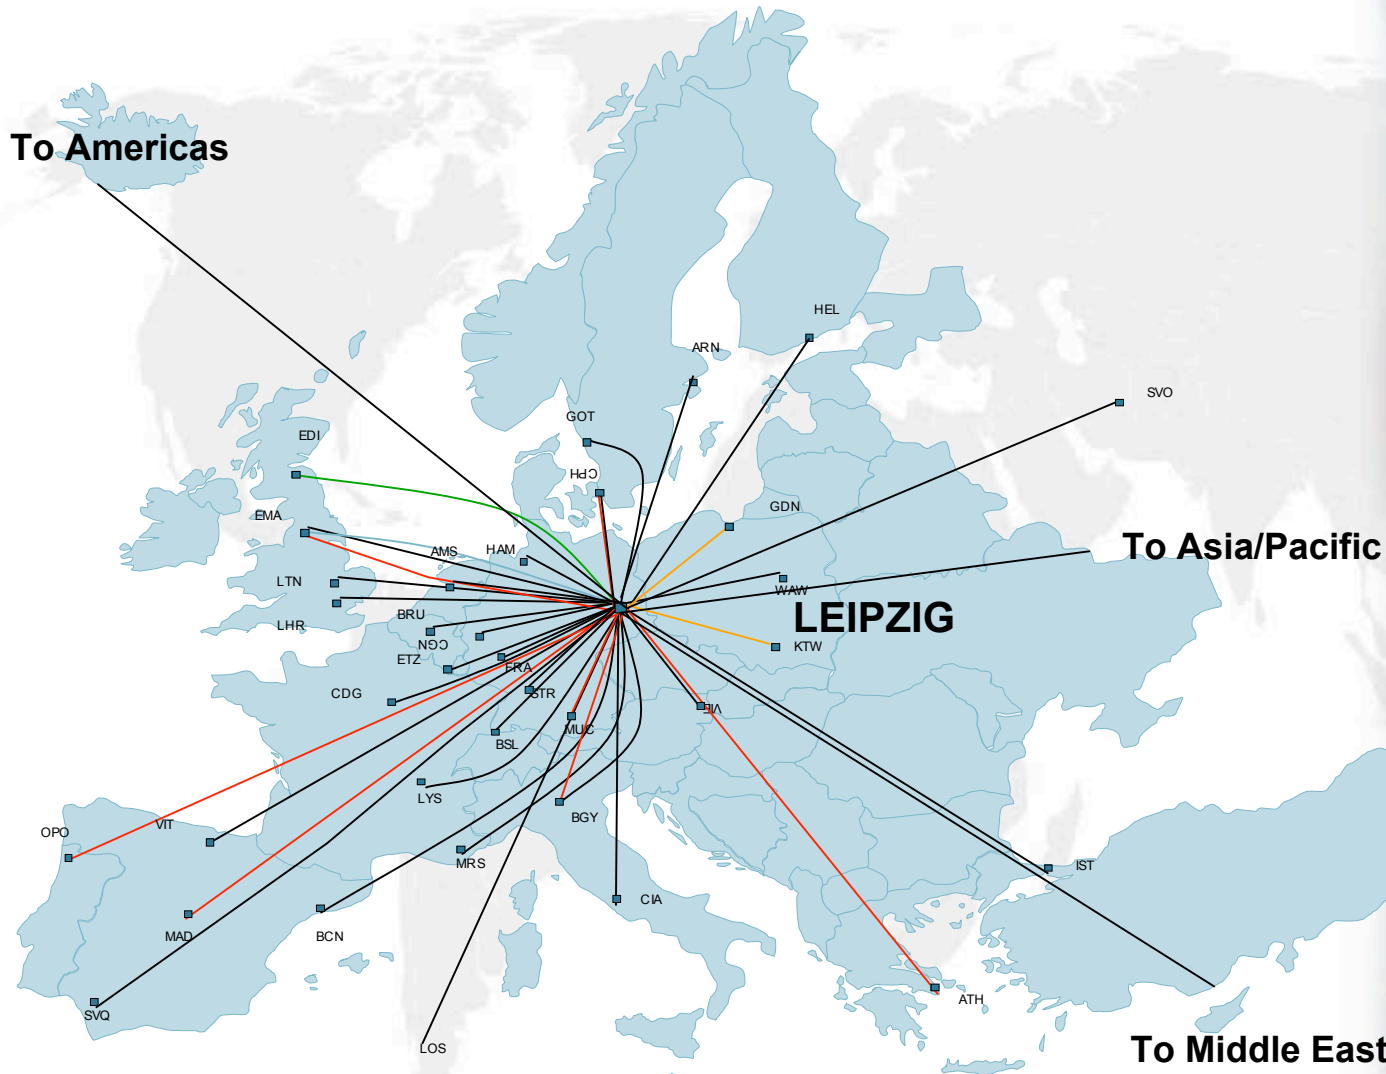 To Americas
HEL
ARN
SVO
GOT
EDI
CPH
GDN
EMA
To Asia/Pacific
AMS
HAM
LTN
WAW
BRU
LEIPZIG
LHR
CGN
KTW
ETZ
FRA
CDG
STR
VIE
MUC
BSL
LYS
BGY
OPO
VIT
MRS
IST
CIA
MAD
BCN
ATH
SVQ
LOS
To Middle East